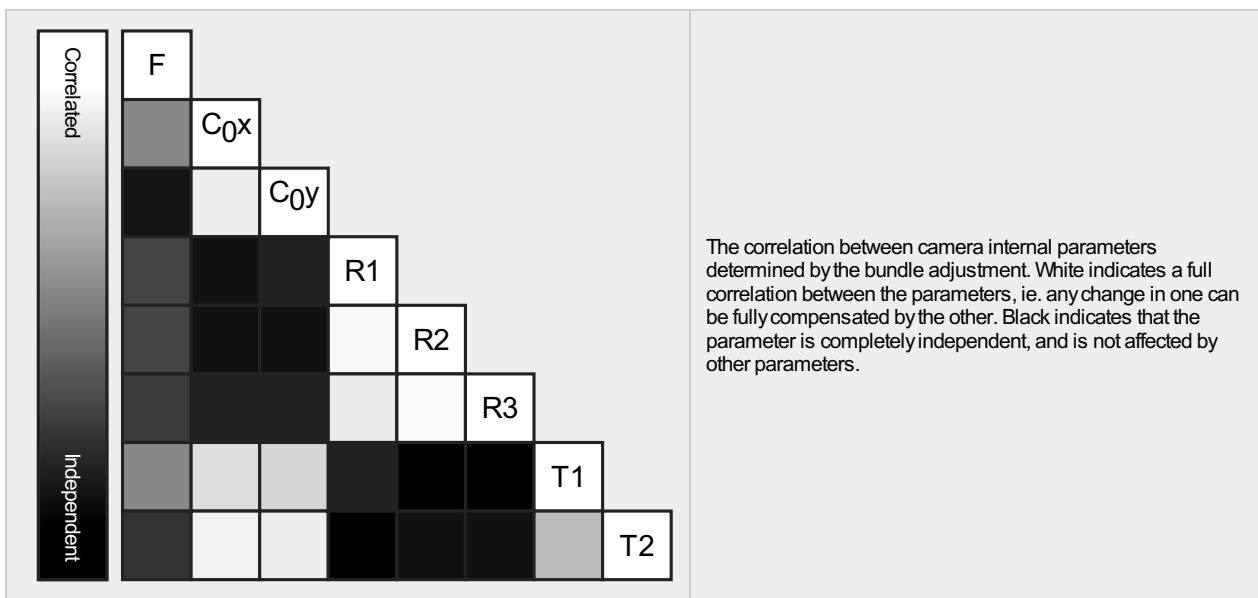 Correlated
Independent
F
C0x
C0y
R1
R2
R3
T1
T2
The correlation between camera internal parameters
determined by the bundle adjustment. White indicates a full
correlation between the parameters, ie. any change in one can
be fully compensated by the other. Black indicates that the
parameter is completely independent, and is not affected by
other parameters.